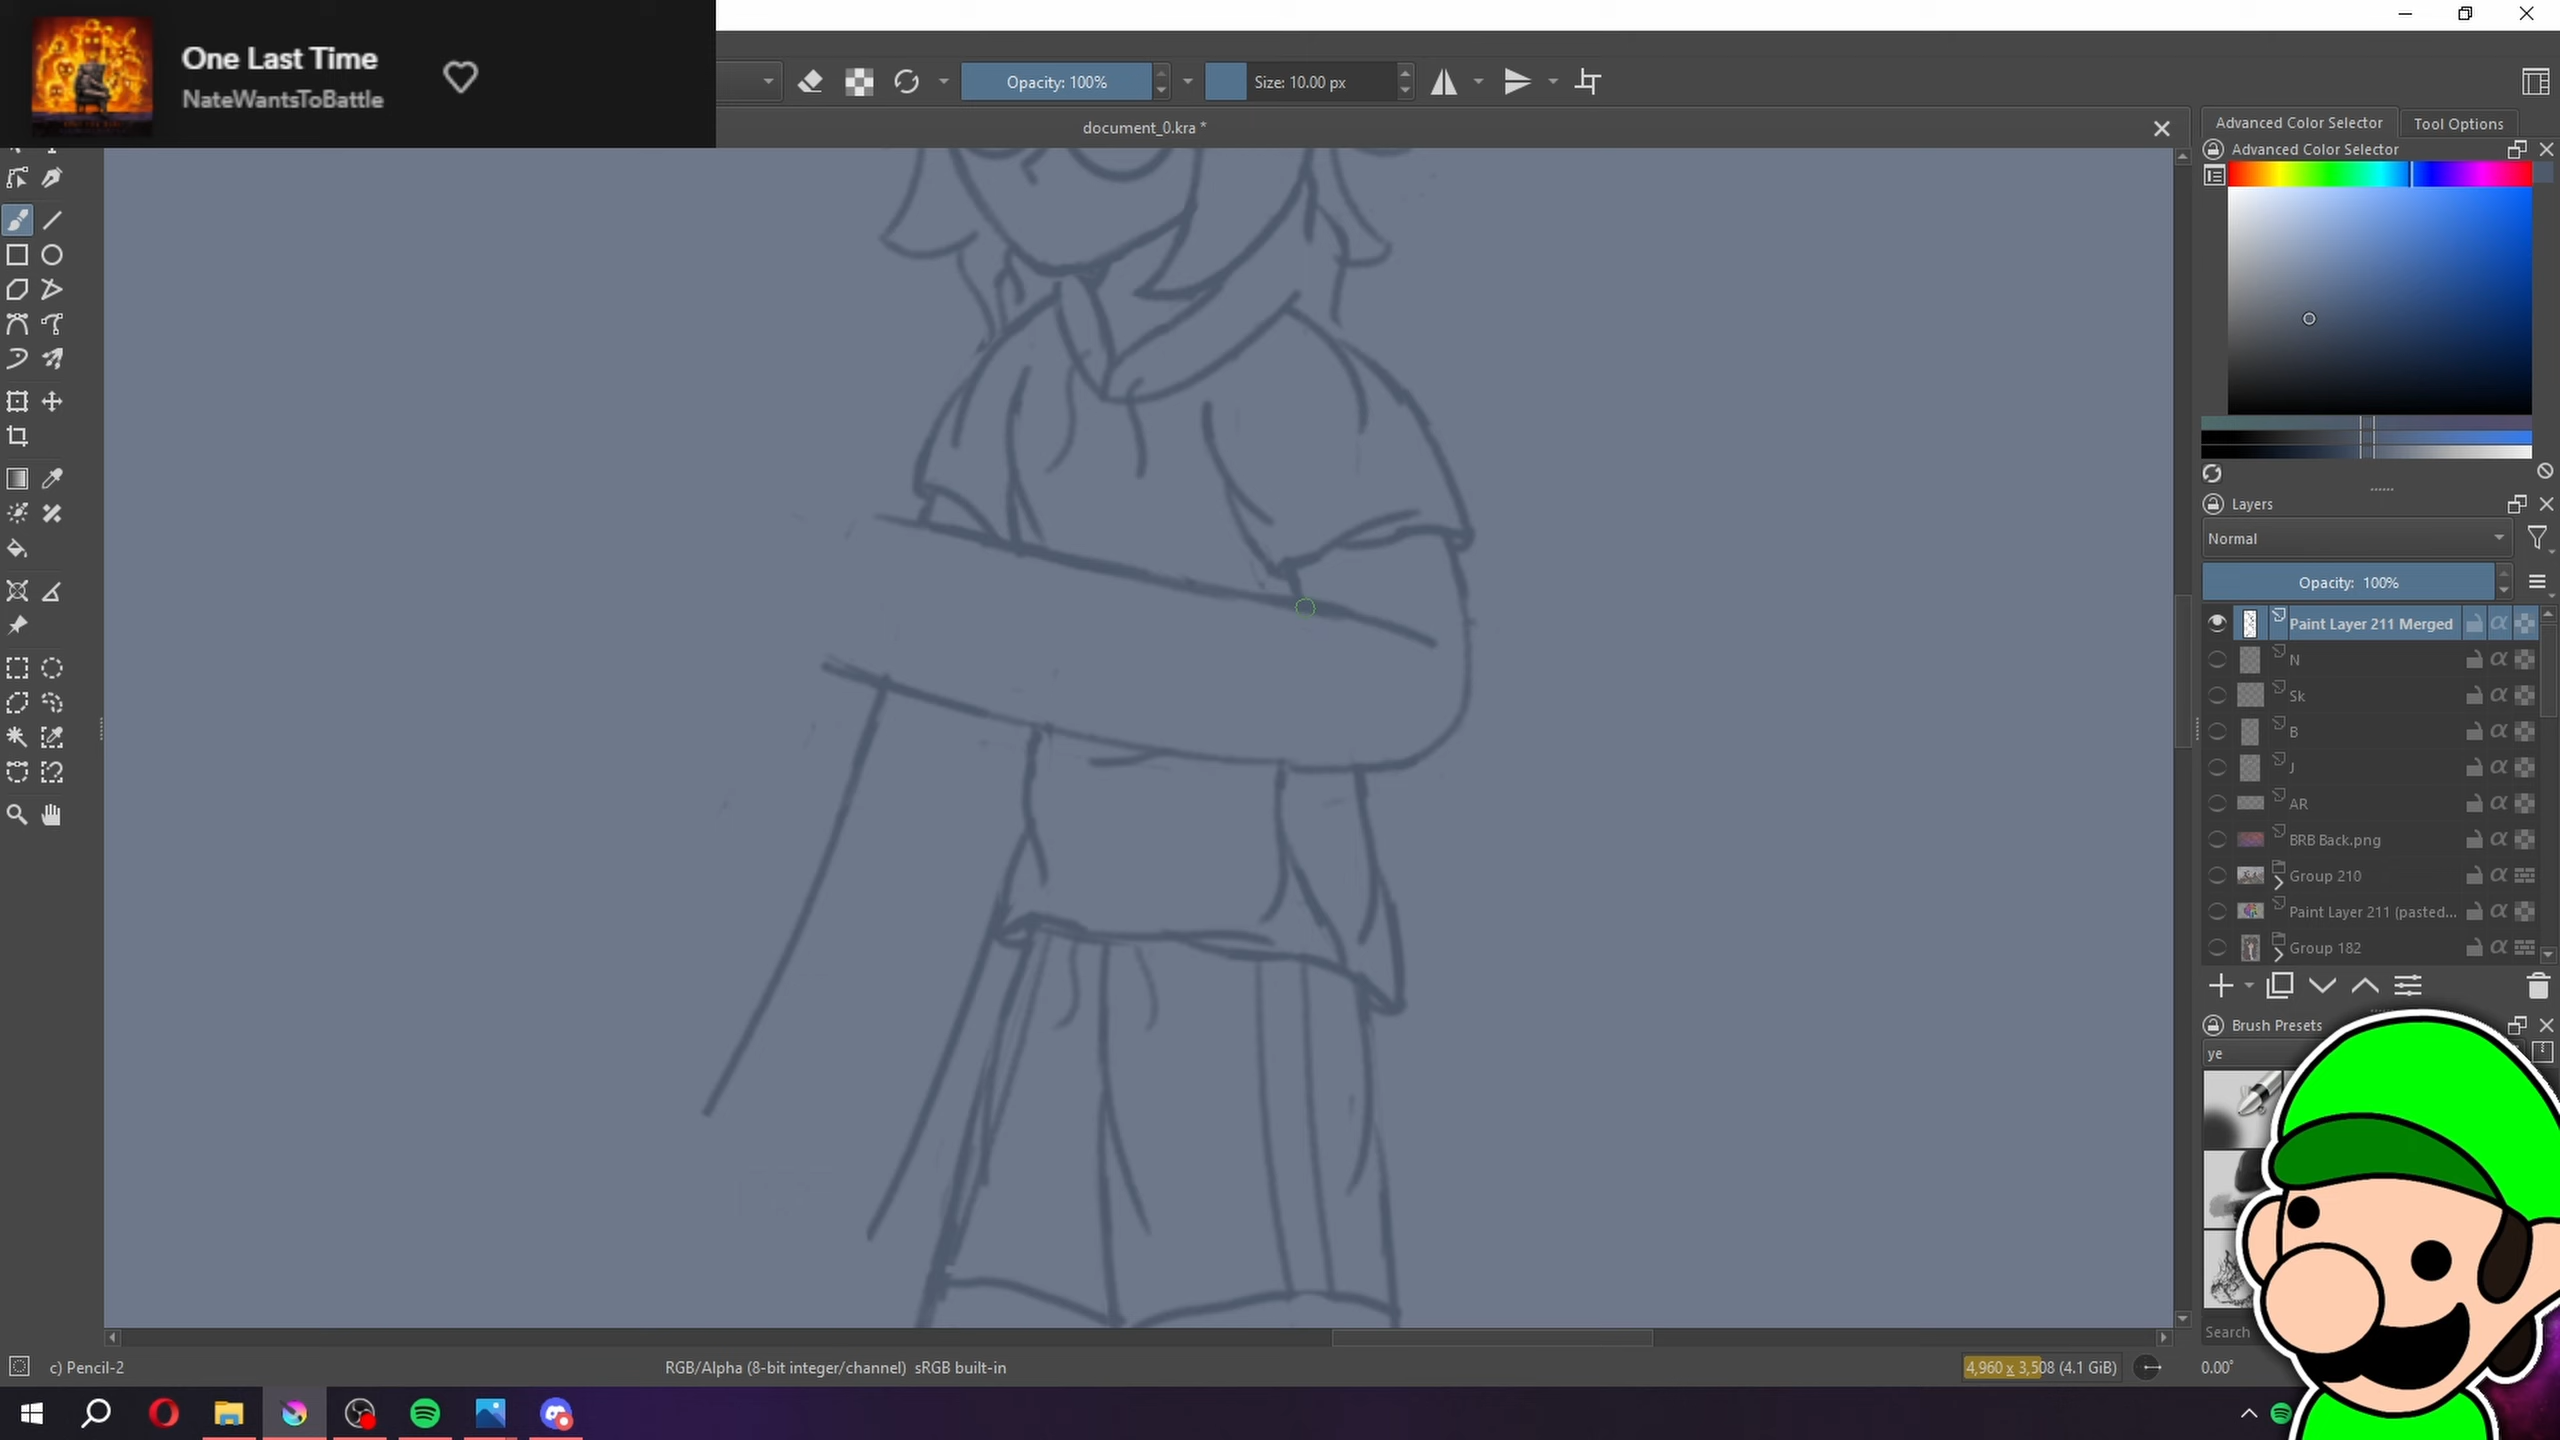 One Last Time
NateWantsToBattle
Opacity: 100%
Size: 10.00 px
document_0.kra *
Advanced Color Selector
Tool Options
Advanced Color Selector
Layers
Normal
Opacity: 100%
Paint Layer 211 Merged
N
Sk
B
J
AR
BRB Back.png
Group 210
Paint Layer 211 (pasted...
Group 182
Brush Presets
ye
Search
c) Pencil-2
RGB/Alpha (8-bit integer/channel) sRGB built-in
4,960 x 3,508 (4.1 GiB)
0.00°